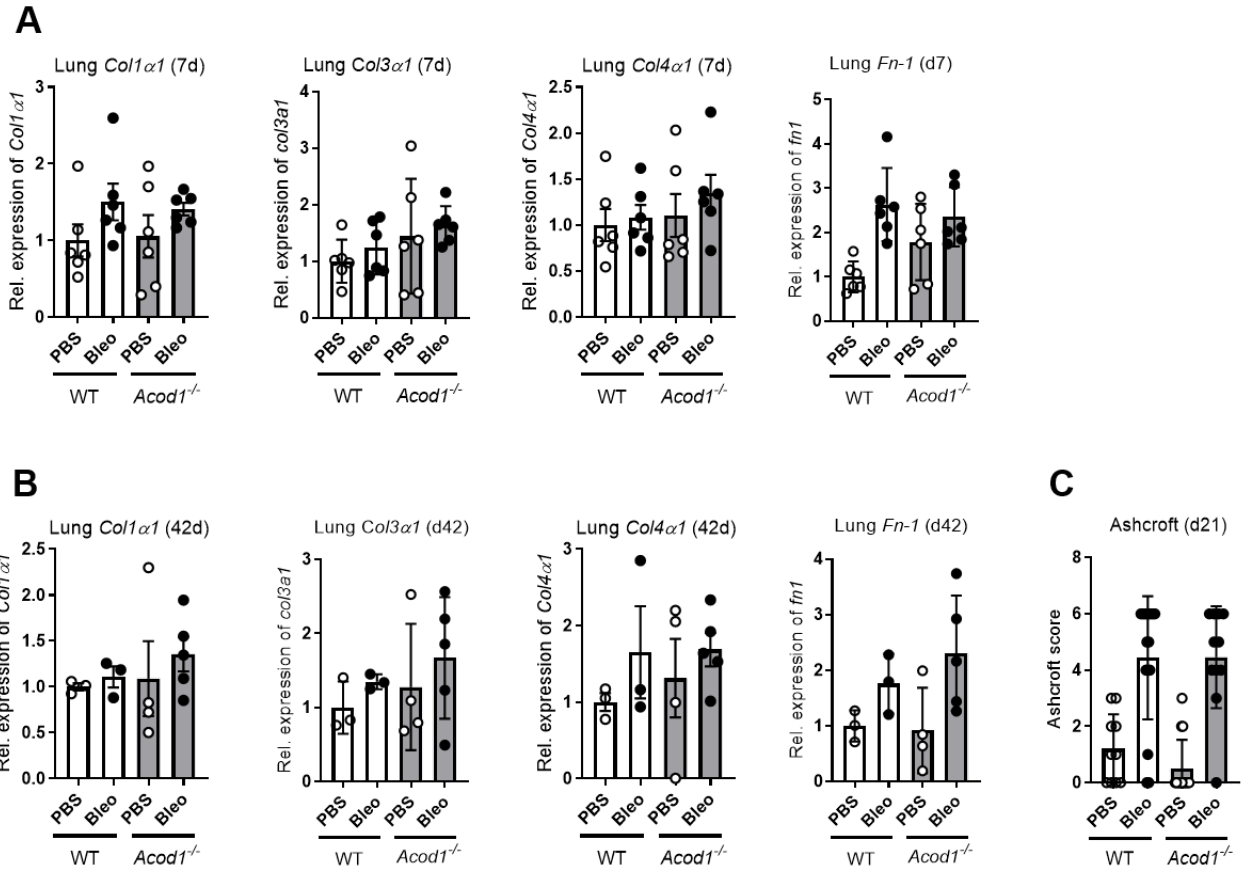 A
Lung Col1α1 (7d)
Rel. expression of Col1α1
3
2
1
0
PBS
Bleo
PBS
Bleo
WT
Acod1-/-
Lung Col3α1 (7d)
Rel. expression of col3a1
4
3
2
1
0
PBS
Bleo
PBS
Bleo
WT
Acod1-/-
Lung Col4α1 (7d)
Rel. expression of Col4α1
2.5
2.0
1.5
1.0
0.5
0.0
PBS
Bleo
PBS
Bleo
WT
Acod1-/-
Lung Fn-1 (d7)
Rel. expression of fn1
5
4
3
2
1
0
PBS
Bleo
PBS
Bleo
WT
Acod1-/-
B
Lung Col1α1 (42d)
Rel. expression of Col1α1
2.5
2.0
1.5
1.0
0.5
0.0
PBS
Bleo
PBS
Bleo
WT
Acod1-/-
Lung Col3α1 (d42)
Rel. expression of col3a1
3
2
1
0
PBS
Bleo
PBS
Bleo
WT
Acod1-/-
Lung Col4α1 (42d)
Rel. expression of Col4α1
3
2
1
0
PBS
Bleo
PBS
Bleo
WT
Acod1-/-
Lung Fn-1 (d42)
Rel. expression of fn1
4
3
2
1
0
PBS
Bleo
PBS
Bleo
WT
Acod1-/-
C
Ashcroft (d21)
Ashcroft score
8
6
4
2
0
PBS
Bleo
PBS
Bleo
WT
Acod1-/-